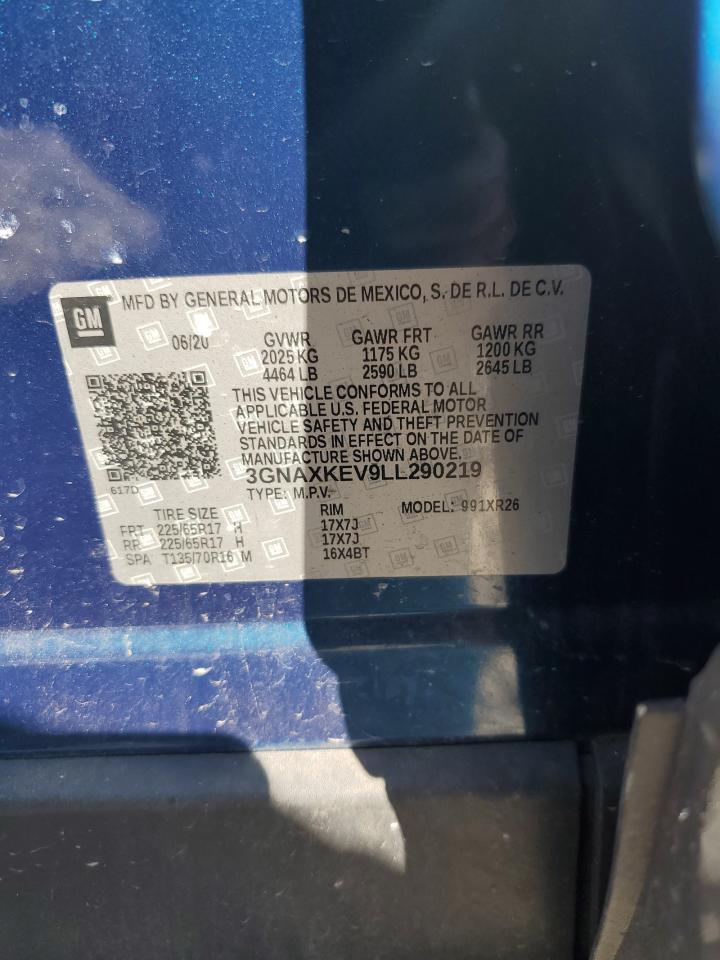 GM MFD BY GENERAL MOTORS DE MEXICO, S. DE R.L. DE C.V.
06/20 GVWR GAWR FRT GAWR RR
2025 KG 1175 KG 1200 KG
4464 LB 2590 LB 2645 LB
THIS VEHICLE CONFORMS TO ALL
APPLICABLE U.S. FEDERAL MOTOR
VEHICLE SAFETY AND THEFT PREVENTION
STANDARDS IN EFFECT ON THE DATE OF
MANUFACTURE SHOWN ABOVE.
3GNAXKEV9LL290219
617D TYPE: M.P.V. MODEL: 991XR26
TIRE SIZE RIM
FRT 225/65R17 H 17X7J
RR 225/65R17 H 17X7J
SPA T135/70R16 M 16X4BT